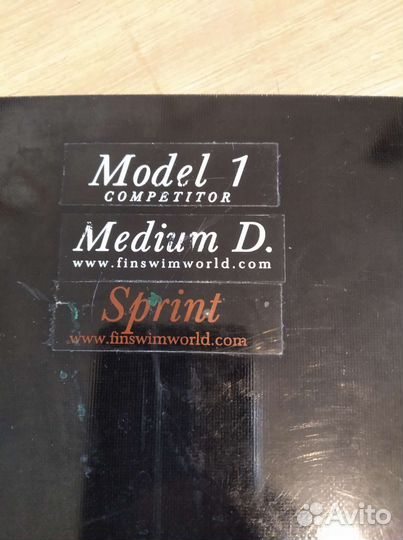 Model 1
COMPETITOR
Medium D.
www.finswimworld.com
Sprint
www.finswimworld.com
Avito